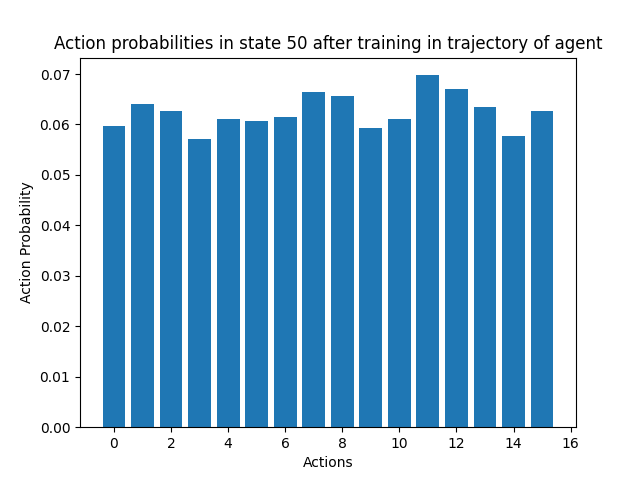 Action probabilities in state 50 after training in trajectory of agent
0.07
0.06
0.05
0.04
0.03
0.02
0.01
0.00
Action Probability
0 2 4 6 8 10 12 14 16
Actions